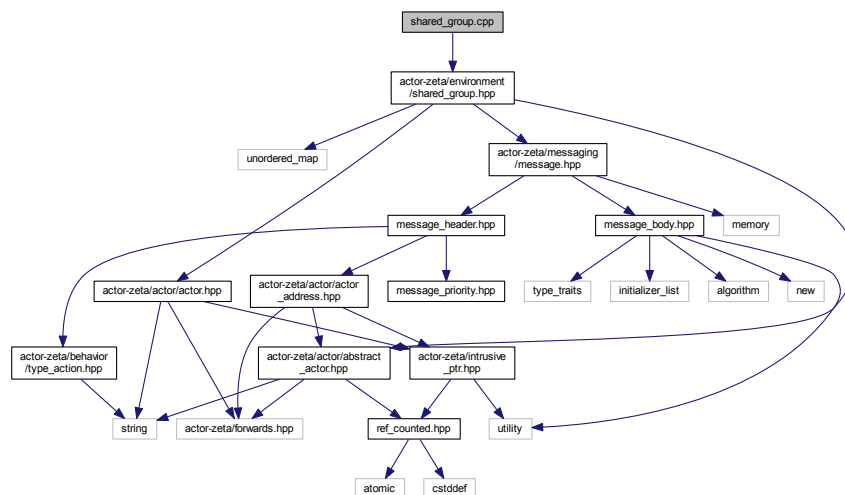 shared_group.cpp
actor-zeta/environment
/shared_group.hpp
unordered_map
actor-zeta/messaging
/message.hpp
message_header.hpp
message_body.hpp
memory
actor-zeta/actor/actor.hpp
actor-zeta/actor/actor
_address.hpp
message_priority.hpp
type_traits
initializer_list
algorithm
new
actor-zeta/behavior
/type_action.hpp
actor-zeta/actor/abstract
_actor.hpp
actor-zeta/intrusive
_ptr.hpp
string
actor-zeta/forwards.hpp
ref_counted.hpp
utility
atomic
cstddef